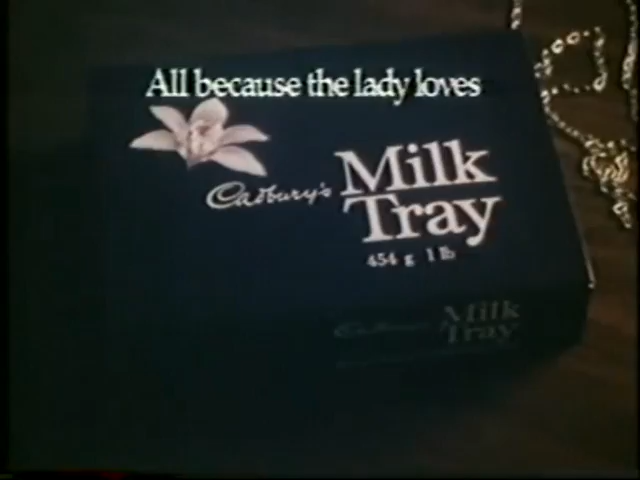 All because the lady loves
Cadbury's Milk
Tray
454 g 1 lb
Cadbury's Milk
Tray